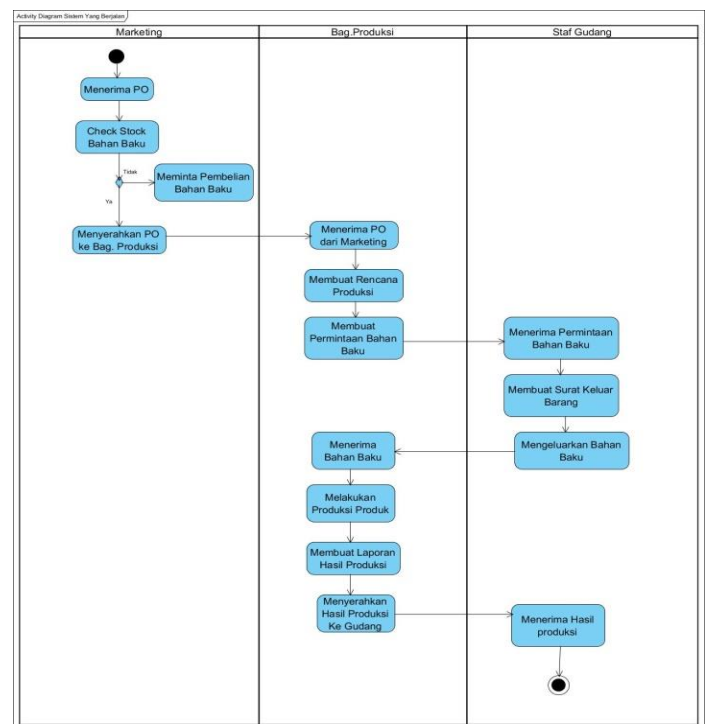 Activity Diagram Sistem Yang Berjalan
Marketing
Bag.Produksi
Staf Gudang
Menerima PO
Check Stock
Bahan Baku
Tidak
Meminta Pembelian
Bahan Baku
Ya
Menyerahkan PO
ke Bag. Produksi
Menerima PO
dari Marketing
Membuat Rencana
Produksi
Membuat
Permintaan Bahan
Baku
Menerima Permintaan
Bahan Baku
Membuat Surat Keluar
Barang
Mengeluarkan Bahan
Baku
Menerima
Bahan Baku
Melakukan
Produksi Produk
Membuat Laporan
Hasil Produksi
Menyerahkan
Hasil Produksi
Ke Gudang
Menerima Hasil
produksi